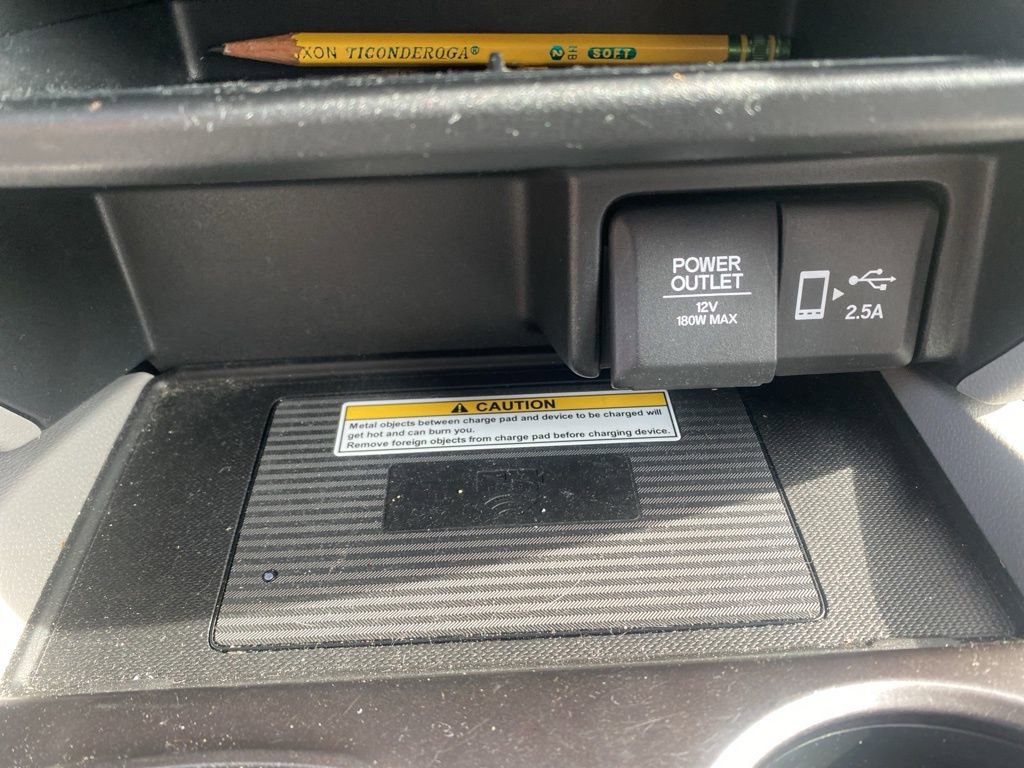 XON TICONDEROGA® 2 HB SOFT
POWER
OUTLET
12V
180W MAX
2.5A
CAUTION
Metal objects between charge pad and device to be charged will
get hot and can burn you.
Remove foreign objects from charge pad before charging device.